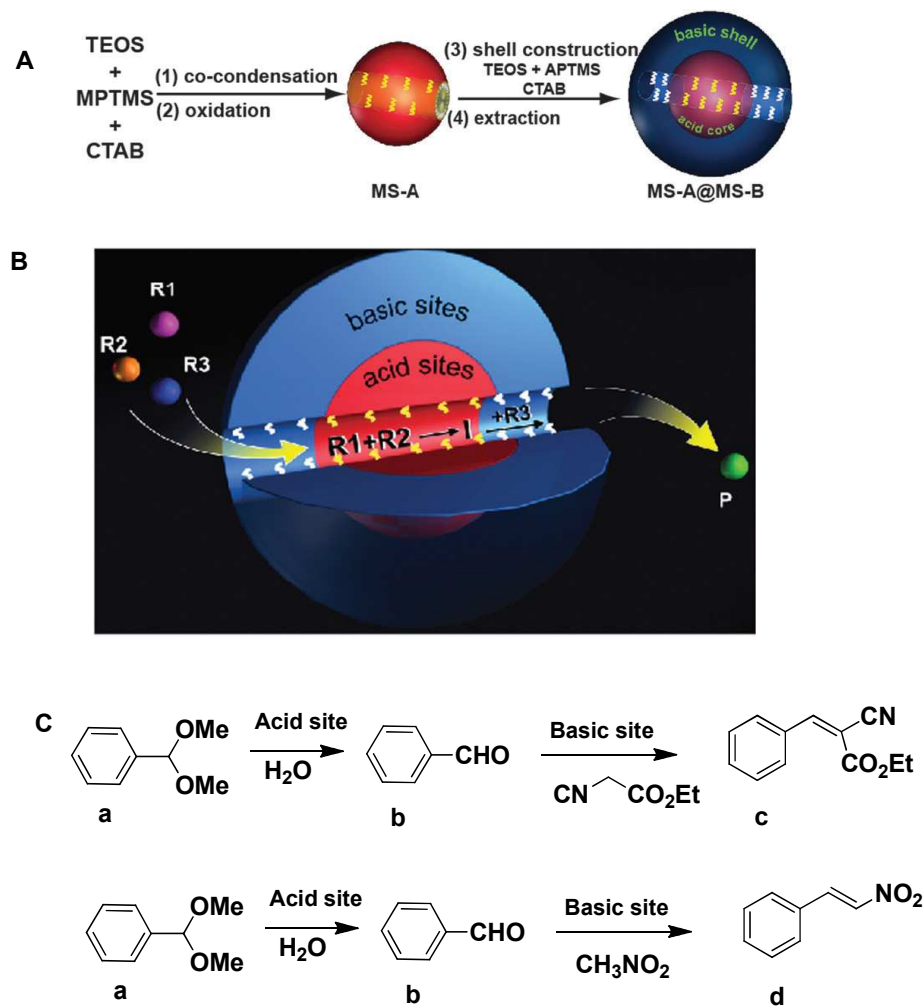 A
TEOS
+
MPTMS
+
CTAB
(1) co-condensation
(2) oxidation
MS-A
(3) shell construction
TEOS + APTMS
CTAB
(4) extraction
basic shell
acid core
MS-A@MS-B
B
R1
R2
R3
basic sites
acid sites
R1+R2 → I
+R3
P
C
OMe
OMe
a
Acid site
H₂O
CHO
b
Basic site
CN CO₂Et
CN
CO₂Et
c
OMe
OMe
a
Acid site
H₂O
CHO
b
Basic site
CH₃NO₂
NO₂
d